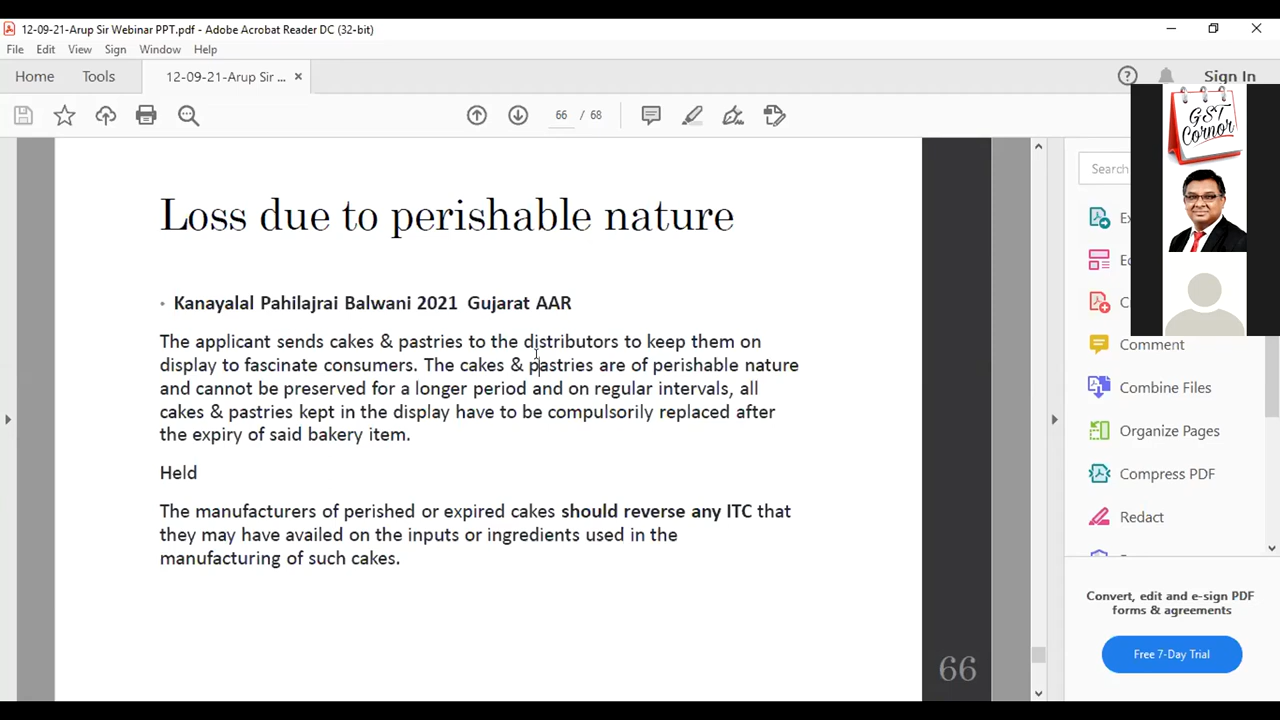 12-09-21-Arup Sir Webinar PPT.pdf - Adobe Acrobat Reader DC (32-bit)
File Edit View Sign Window Help
Home Tools 12-09-21-Arup Sir ... × Sign In
66 / 68
GST
Corner
Search
Loss due to perishable nature
• Kanayalal Pahilajrai Balwani 2021 Gujarat AAR
The applicant sends cakes & pastries to the distributors to keep them on
display to fascinate consumers. The cakes & pastries are of perishable nature
and cannot be preserved for a longer period and on regular intervals, all
cakes & pastries kept in the display have to be compulsorily replaced after
the expiry of said bakery item.
Held
The manufacturers of perished or expired cakes should reverse any ITC that
they may have availed on the inputs or ingredients used in the
manufacturing of such cakes.
66
Comment
Combine Files
Organize Pages
Compress PDF
Redact
Convert, edit and e-sign PDF
forms & agreements
Free 7-Day Trial